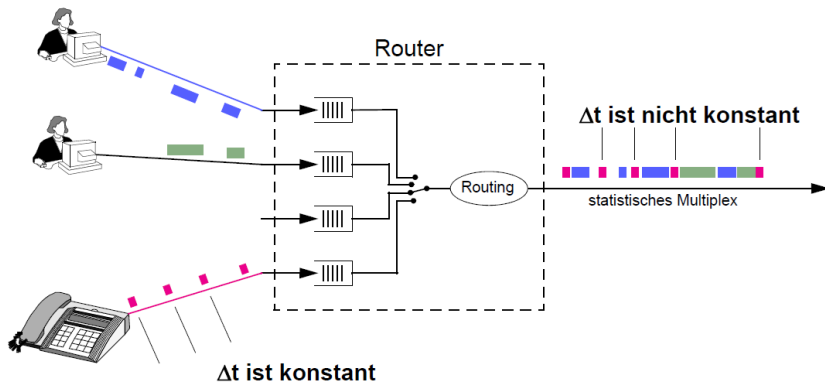 Router
Δt ist nicht konstant
Routing
statistisches Multiplex
Δt ist konstant